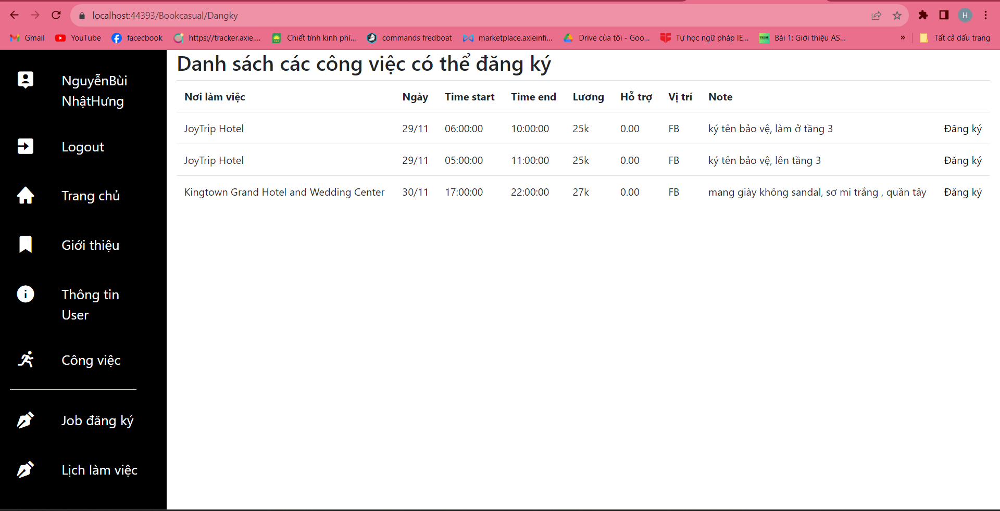 localhost:44393/Bookcasual/Dangky
H
Gmail YouTube facecbook https://tracker.axie.... Chiết tính kinh phí... commands fredboat marketplace.axieinfi... Drive của tôi - Goo... Tự học ngữ pháp IE... Bài 1: Giới thiệu AS... » Tất cả dấu trang
NguyễnBùi
NhậtHưng
Logout
Trang chủ
Giới thiệu
Thông tin
User
Công việc
Job đăng ký
Lịch làm việc
Danh sách các công việc có thể đăng ký
Nơi làm việc Ngày Time start Time end Lương Hỗ trợ Vị trí Note
JoyTrip Hotel 29/11 06:00:00 10:00:00 25k 0.00 FB ký tên bảo vệ, làm ở tầng 3 Đăng ký
JoyTrip Hotel 29/11 05:00:00 11:00:00 25k 0.00 FB ký tên bảo vệ, lên tầng 3 Đăng ký
Kingtown Grand Hotel and Wedding Center 30/11 17:00:00 22:00:00 27k 0.00 FB mang giày không sandal, sơ mi trắng , quần tây Đăng ký